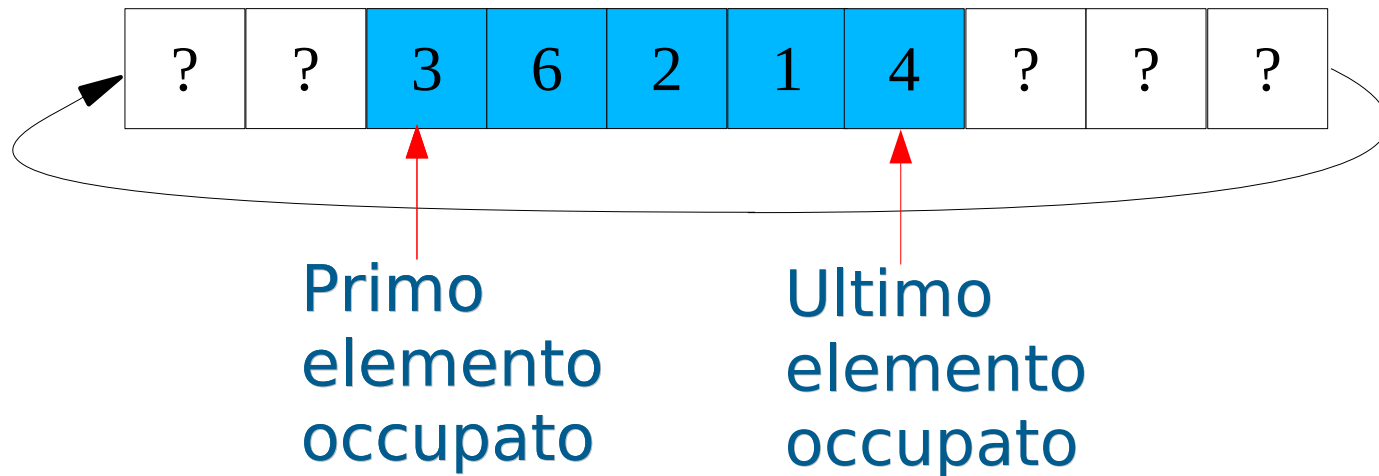 ? ? 3 6 2 1 4 ? ? ?
Primo
elemento
occupato
Ultimo
elemento
occupato